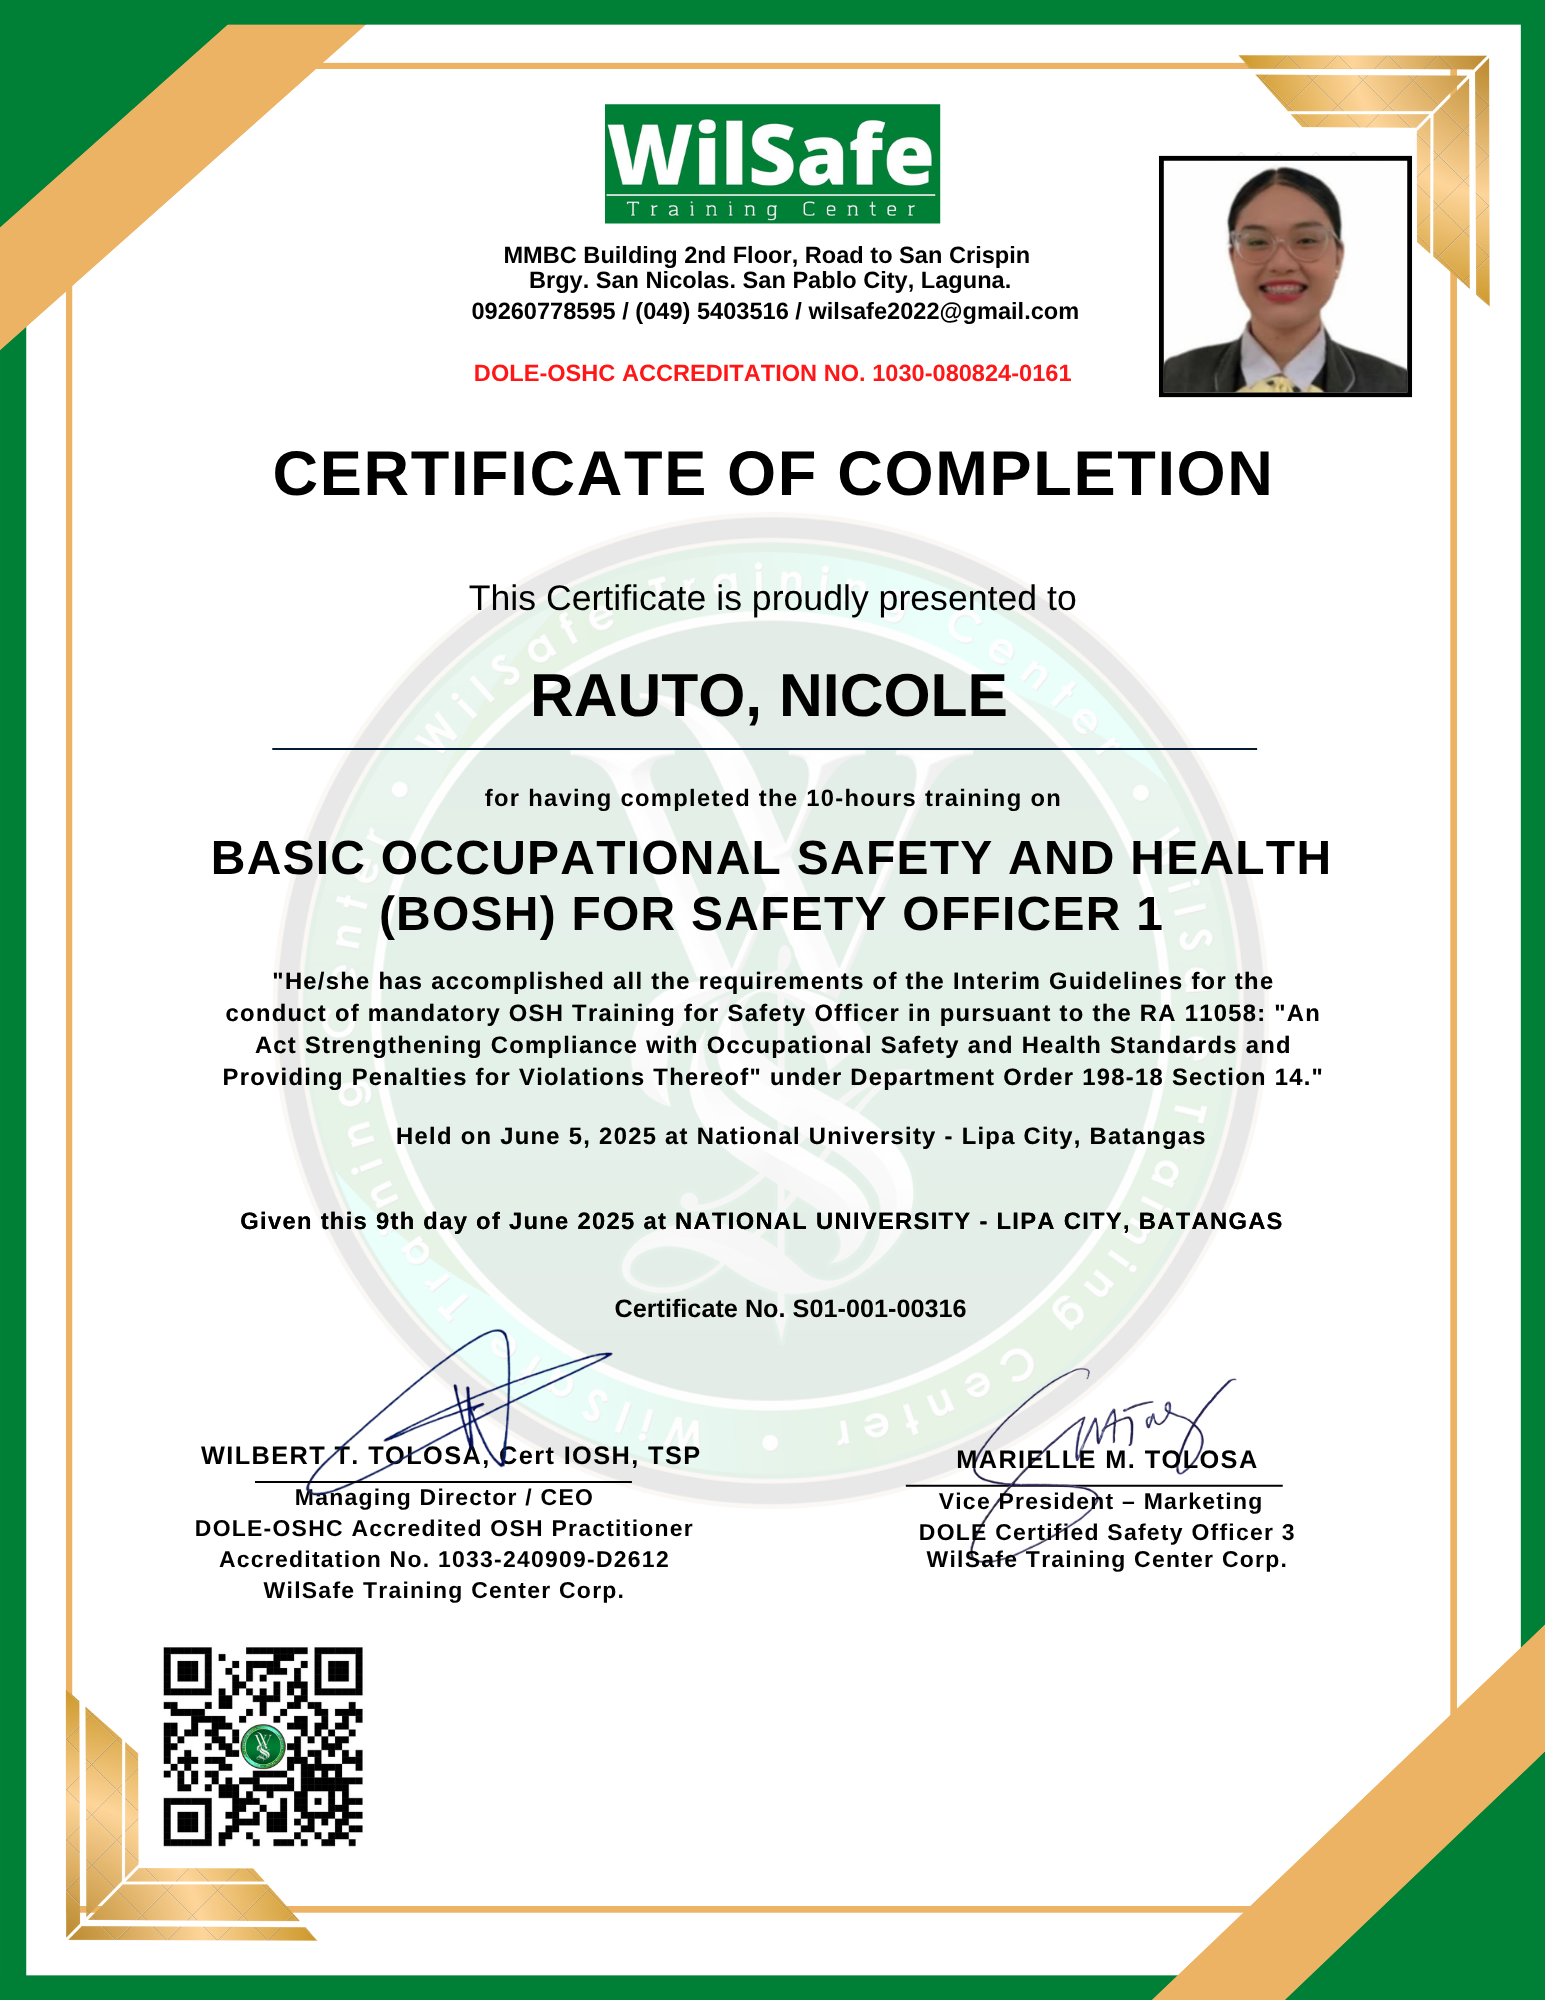 WilSafe
Training Center
MMBC Building 2nd Floor, Road to San Crispin
Brgy. San Nicolas. San Pablo City, Laguna.
09260778595 / (049) 5403516 / wilsafe2022@gmail.com
DOLE-OSHC ACCREDITATION NO. 1030-080824-0161
CERTIFICATE OF COMPLETION
This Certificate is proudly presented to
RAUTO, NICOLE
for having completed the 10-hours training on
BASIC OCCUPATIONAL SAFETY AND HEALTH
(BOSH) FOR SAFETY OFFICER 1
"He/she has accomplished all the requirements of the Interim Guidelines for the
conduct of mandatory OSH Training for Safety Officer in pursuant to the RA 11058: "An
Act Strengthening Compliance with Occupational Safety and Health Standards and
Providing Penalties for Violations Thereof" under Department Order 198-18 Section 14."
Held on June 5, 2025 at National University - Lipa City, Batangas
Given this 9th day of June 2025 at NATIONAL UNIVERSITY - LIPA CITY, BATANGAS
Certificate No. S01-001-00316
WILBERT T. TOLOSA, Cert IOSH, TSP
Managing Director / CEO
DOLE-OSHC Accredited OSH Practitioner
Accreditation No. 1033-240909-D2612
WilSafe Training Center Corp.
MARIELLE M. TOLOSA
Vice President – Marketing
DOLE Certified Safety Officer 3
WilSafe Training Center Corp.
WilSafe Training Center • WilSafe Training Center • WilSafe Training Center •